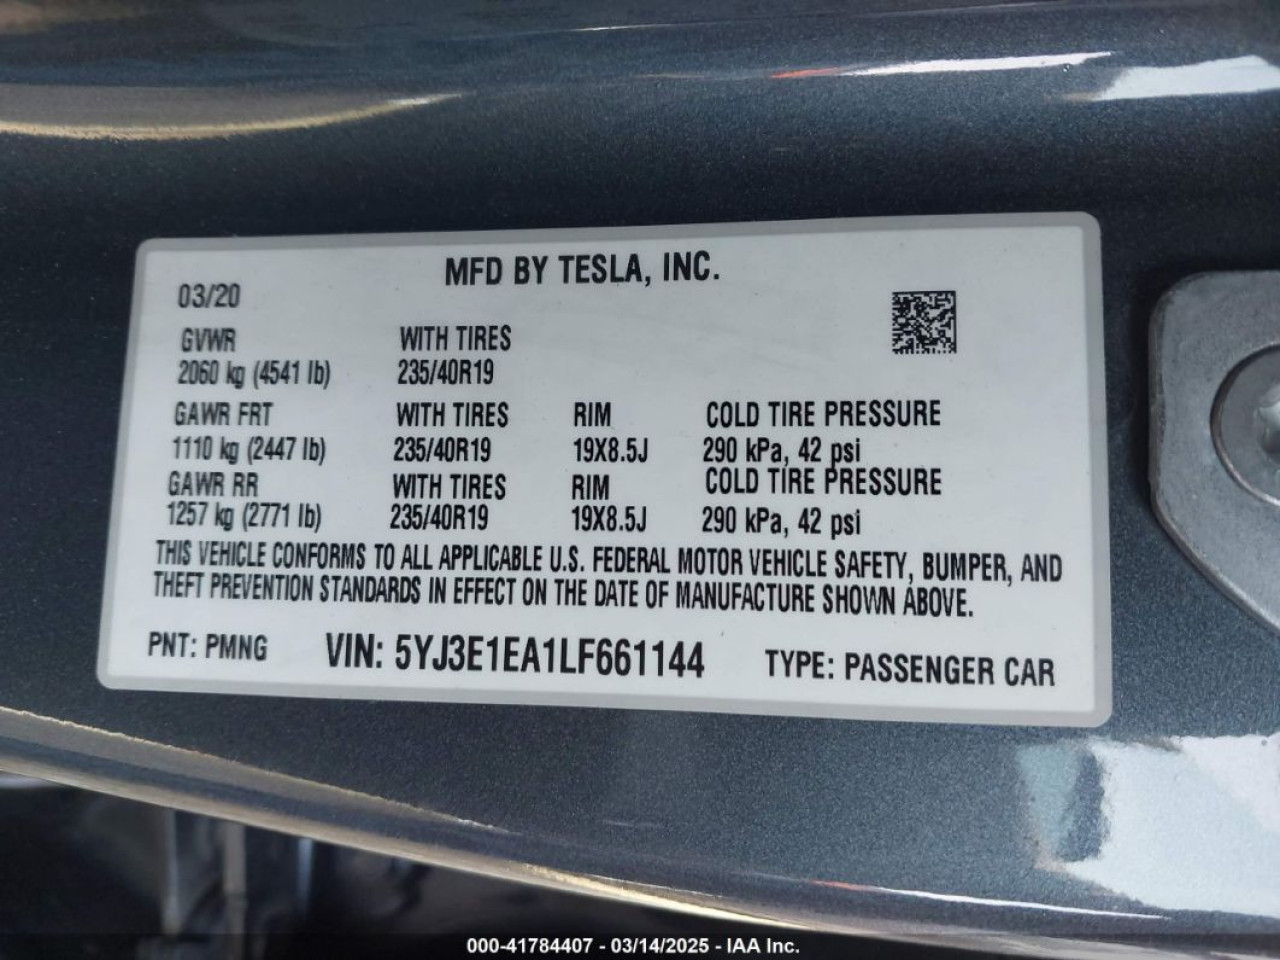 MFD BY TESLA, INC.
03/20
GVWR WITH TIRES
2060 kg (4541 lb) 235/40R19
GAWR FRT WITH TIRES RIM COLD TIRE PRESSURE
1110 kg (2447 lb) 235/40R19 19X8.5J 290 kPa, 42 psi
GAWR RR WITH TIRES RIM COLD TIRE PRESSURE
1257 kg (2771 lb) 235/40R19 19X8.5J 290 kPa, 42 psi
THIS VEHICLE CONFORMS TO ALL APPLICABLE U.S. FEDERAL MOTOR VEHICLE SAFETY, BUMPER, AND
THEFT PREVENTION STANDARDS IN EFFECT ON THE DATE OF MANUFACTURE SHOWN ABOVE.
PNT: PMNG VIN: 5YJ3E1EA1LF661144 TYPE: PASSENGER CAR
000-41784407 - 03/14/2025 - IAA Inc.